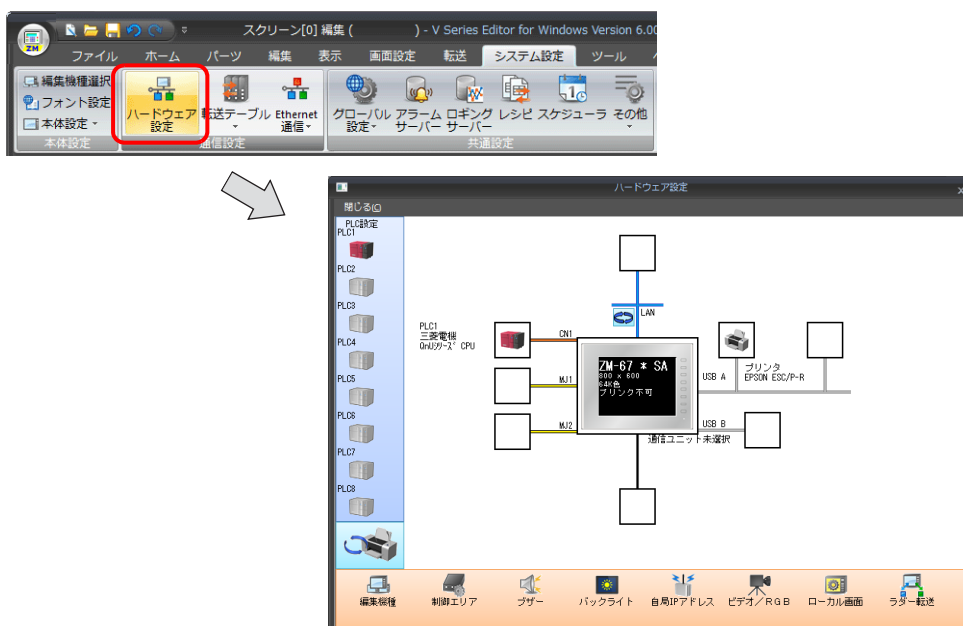 スクリーン[0] 編集 ( ) - V Series Editor for Windows Version 6.00
ZM
ファイル ホーム パーツ 編集 表示 画面設定 転送 システム設定 ツール
編集機種選択
フォント設定
本体設定
ハードウェア設定
転送テーブル
Ethernet通信
グローバル設定
アラームサーバー
ロギングサーバー
レシピ
スケジューラ
その他
本体設定 通信設定 共通設定
ハードウェア設定
閉じる(C)
PLC設定
PLC1
PLC2
PLC3
PLC4
PLC5
PLC6
PLC7
PLC8
LAN
PLC1
三菱電機
QnUシリーズ CPU
CN1
MJ1
MJ2
ZM-67 * SA
800 x 600
64K色
ブリンク不可
USB A
プリンタ
EPSON ESC/P-R
USB B
通信ユニット未選択
編集機種 制御エリア ブザー バックライト 自局IPアドレス ビデオ/RGB ローカル画面 ラダー転送